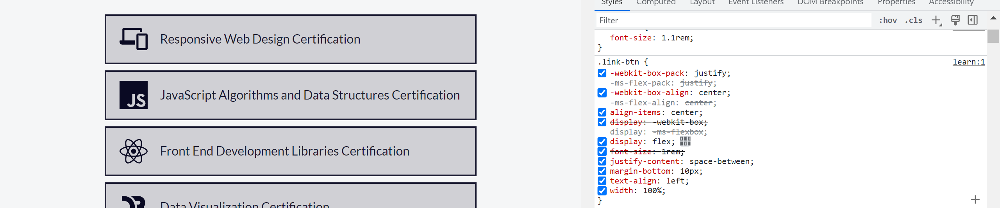 Styles Computed Layout Event Listeners DOM Breakpoints Properties Accessibility
Filter :hov .cls
{
font-size: 1.1rem;
}
.link-btn { learn:1
-webkit-box-pack: justify;
-ms-flex-pack: justify;
-webkit-box-align: center;
-ms-flex-align: center;
align-items: center;
display: -webkit-box;
display: -ms-flexbox;
display: flex;
font-size: 1rem;
justify-content: space-between;
margin-bottom: 10px;
text-align: left;
width: 100%;
}
Responsive Web Design Certification
JS JavaScript Algorithms and Data Structures Certification
Front End Development Libraries Certification
Data Visualization Certification